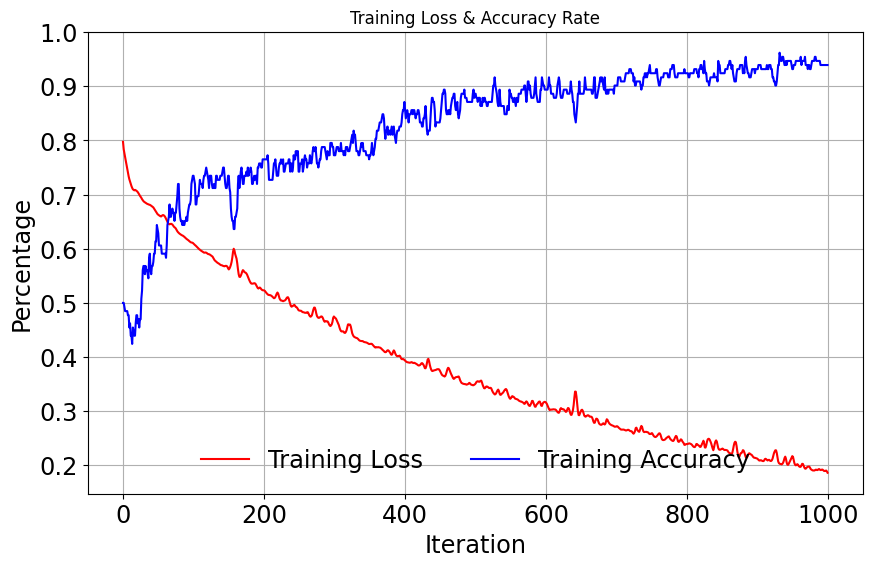 Training Loss & Accuracy Rate
1.0
0.9
0.8
0.7
0.6
0.5
0.4
0.3
0.2
Percentage
Training Loss Training Accuracy
0 200 400 600 800 1000
Iteration